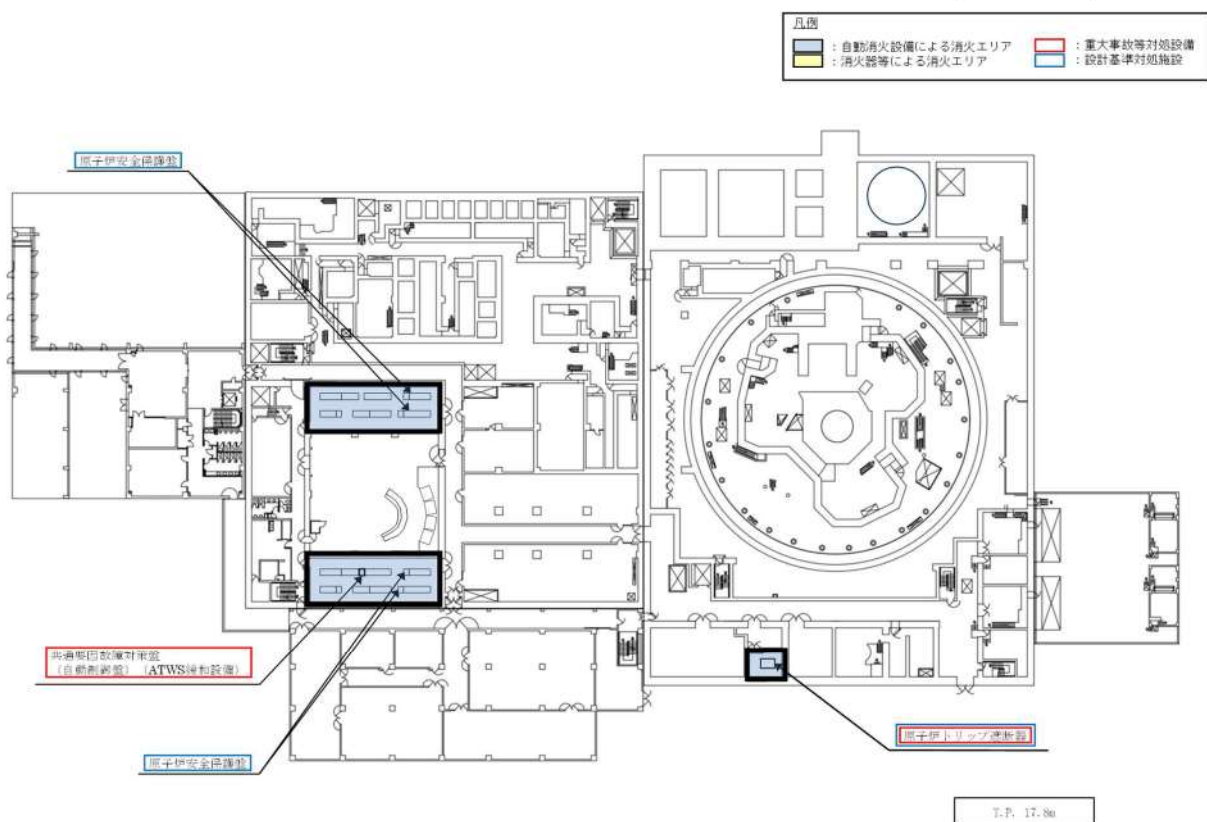 凡例
：自動消火設備による消火エリア
：消火器等による消火エリア
：重大事故等対処設備
：設計基準対処施設
原子炉安全保護盤
共通要因故障対策盤
（自動制御盤）（ATWS緩和設備）
原子炉安全保護盤
原子炉トリップ遮断器
T.P. 17.8m